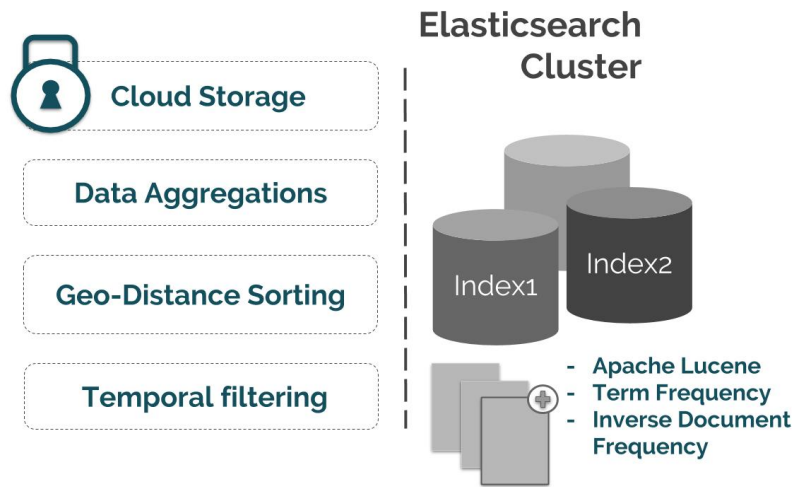 Cloud Storage
Data Aggregations
Geo-Distance Sorting
Temporal filtering
Elasticsearch
Cluster
Index1
Index2
- Apache Lucene
- Term Frequency
- Inverse Document
Frequency